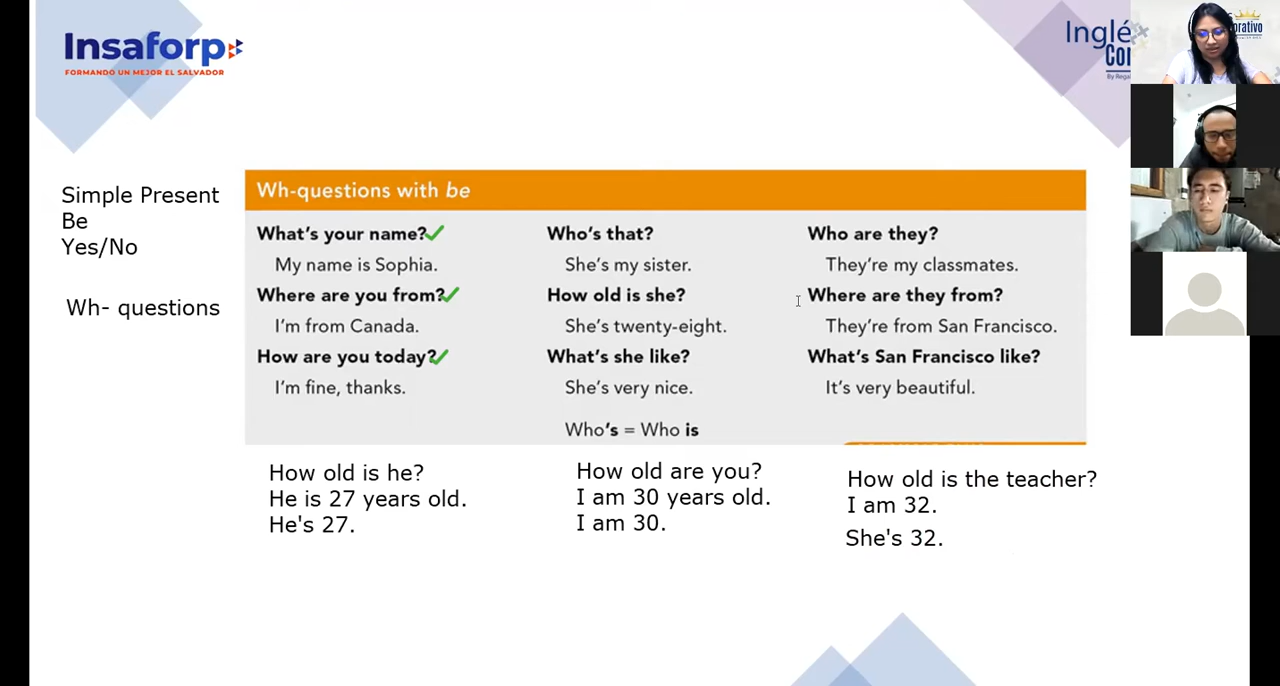 Insaforp
FORMANDO UN MEJOR EL SALVADOR
Inglé
Cor
By Rega
orativo
Simple Present
Be
Yes/No
Wh- questions
Wh-questions with be
What's your name?✓
My name is Sophia.
Where are you from?✓
I'm from Canada.
How are you today?✓
I'm fine, thanks.
Who's that?
She's my sister.
How old is she?
She's twenty-eight.
What's she like?
She's very nice.
Who's = Who is
Who are they?
They're my classmates.
Where are they from?
They're from San Francisco.
What's San Francisco like?
It's very beautiful.
How old is he?
He is 27 years old.
He's 27.
How old are you?
I am 30 years old.
I am 30.
How old is the teacher?
I am 32.
She's 32.